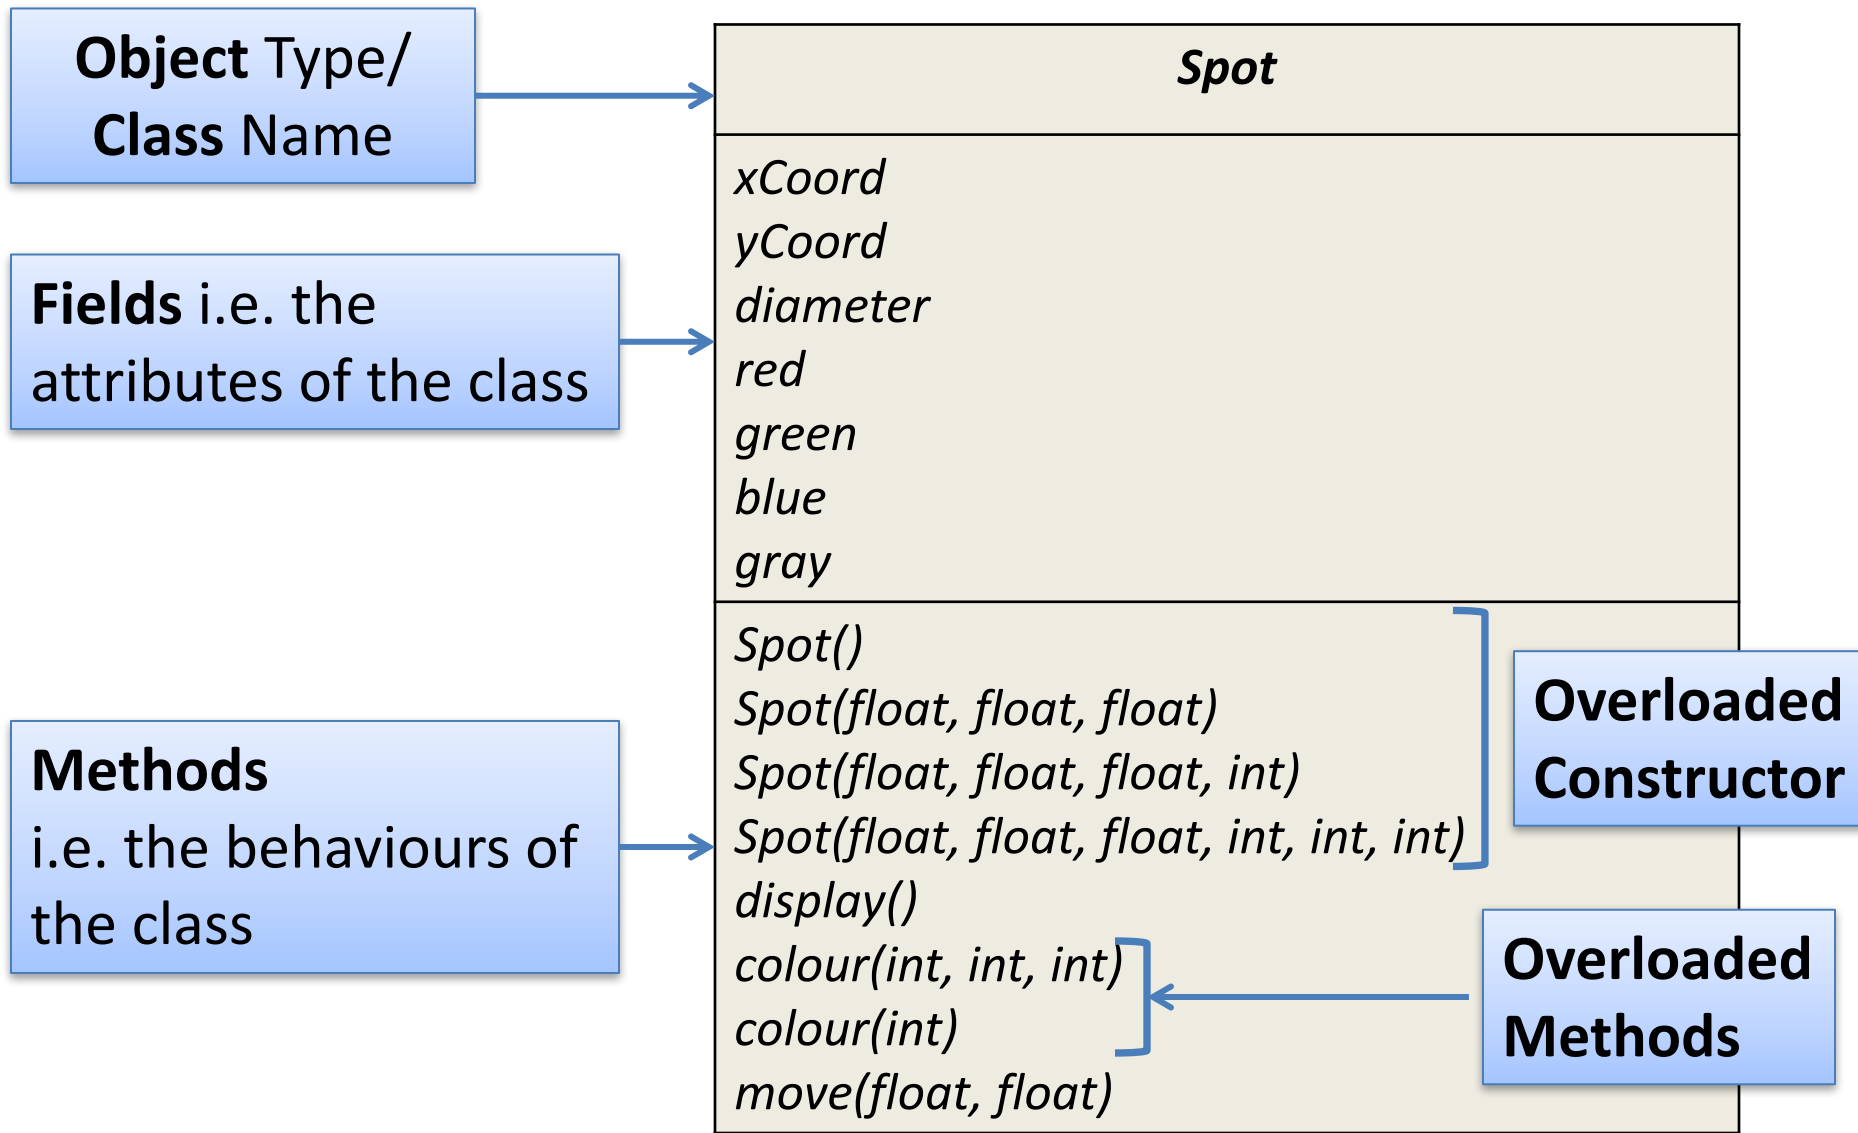 Object Type/
Class Name
Spot
Fields i.e. the
attributes of the class
xCoord
yCoord
diameter
red
green
blue
gray
Methods
i.e. the behaviours of
the class
Spot()
Spot(float, float, float)
Spot(float, float, float, int)
Spot(float, float, float, int, int, int)
display()
colour(int, int, int)
colour(int)
move(float, float)
Overloaded
Constructor
Overloaded
Methods